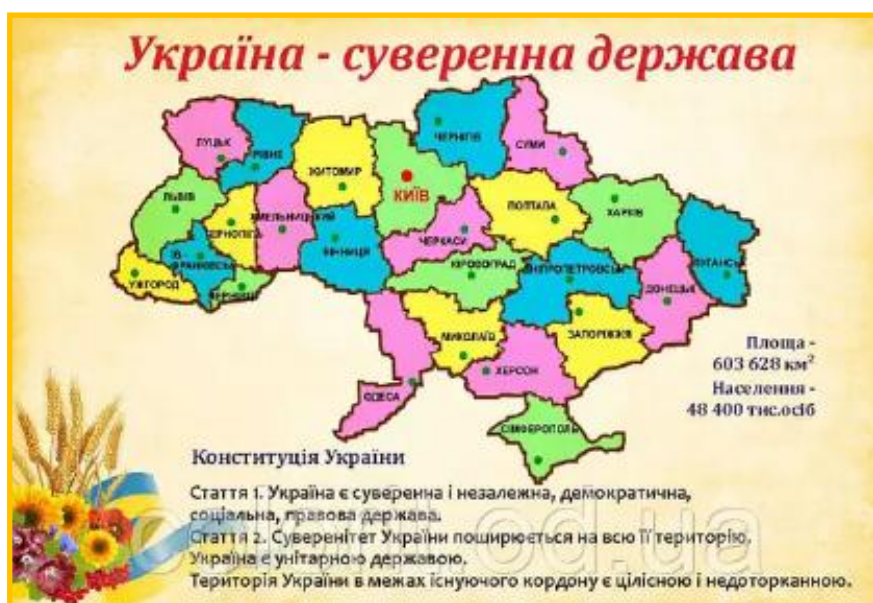 Україна - суверенна держава
ЧЕРНІГІВ
ЛУЦЬК
РІВНЕ
СУМИ
ЖИТОМИР
КИЇВ
ЛЬВІВ
ПОЛТАВА
ХАРКІВ
ХМЕЛЬНИЦЬКИЙ
ТЕРНОПІЛЬ
ЧЕРКАСИ
ВІННИЦЯ
КІРОВОГРАД
ДНІПРОПЕТРОВСЬК
ЛУГАНСЬК
УЖГОРОД
ЧЕРНІВЦІ
ДОНЕЦЬК
МИКОЛАЇВ
ЗАПОРІЖЖЯ
ХЕРСОН
ОДЕСА
СІМФЕРОПОЛЬ
Площа -
603 628 км²
Населення -
48 400 тис.осіб
Конституція України
Стаття 1. Україна є суверенна і незалежна, демократична,
соціальна, правова держава.
Стаття 2. Суверенітет України поширюється на всю її територію.
Україна є унітарною державою.
Територія України в межах існуючого кордону є цілісною і недоторканною.